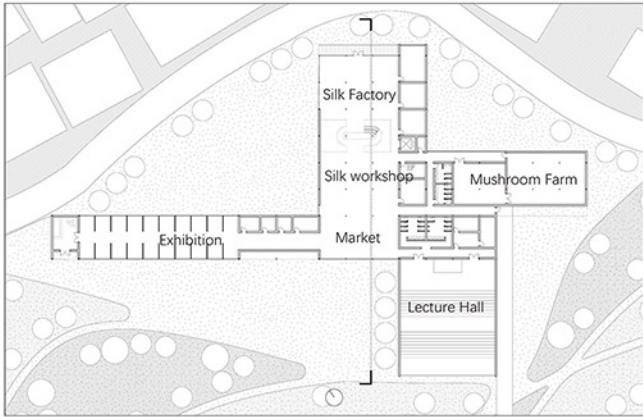 Silk Factory
Silk workshop
Mushroom Farm
Exhibition
Market
Lecture Hall